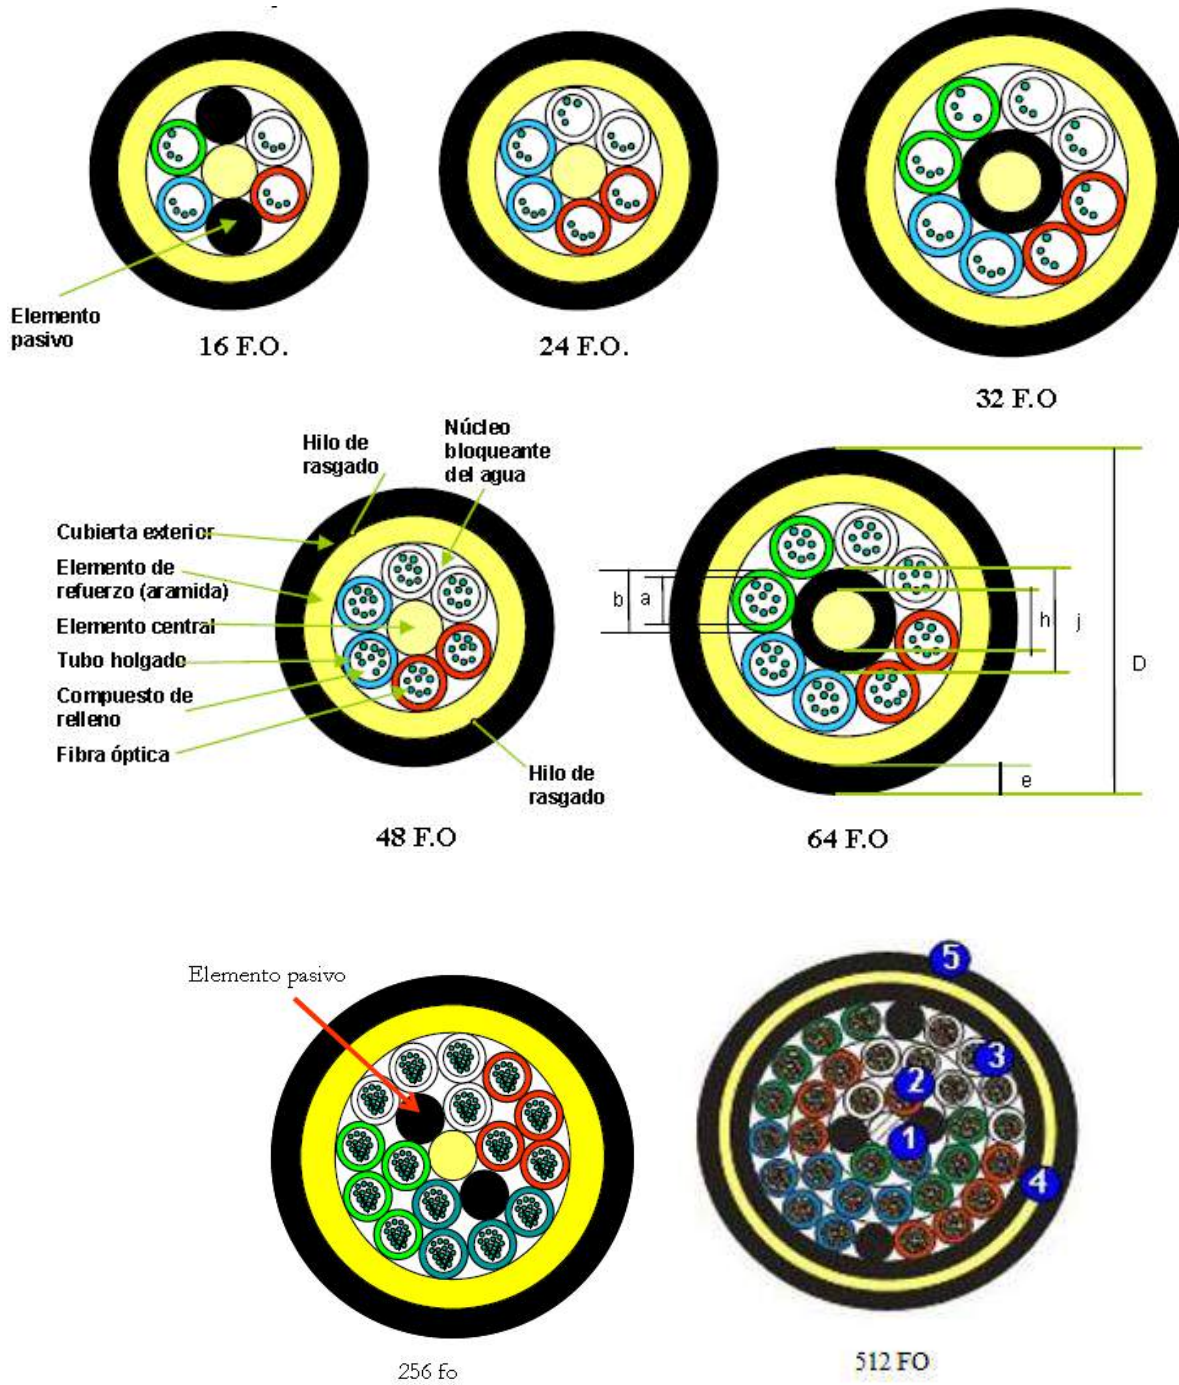 Elemento
pasivo
16 F.O.
24 F.O.
32 F.O
Hilo de
rasgado
Núcleo
bloqueante
del agua
Cubierta exterior
Elemento de
refuerzo (aramida)
Elemento central
Tubo holgado
Compuesto de
relleno
Fibra óptica
Hilo de
rasgado
48 F.O
b
a
h
j
D
e
64 F.O
Elemento pasivo
256 fo
5
3
2
1
4
512 FO